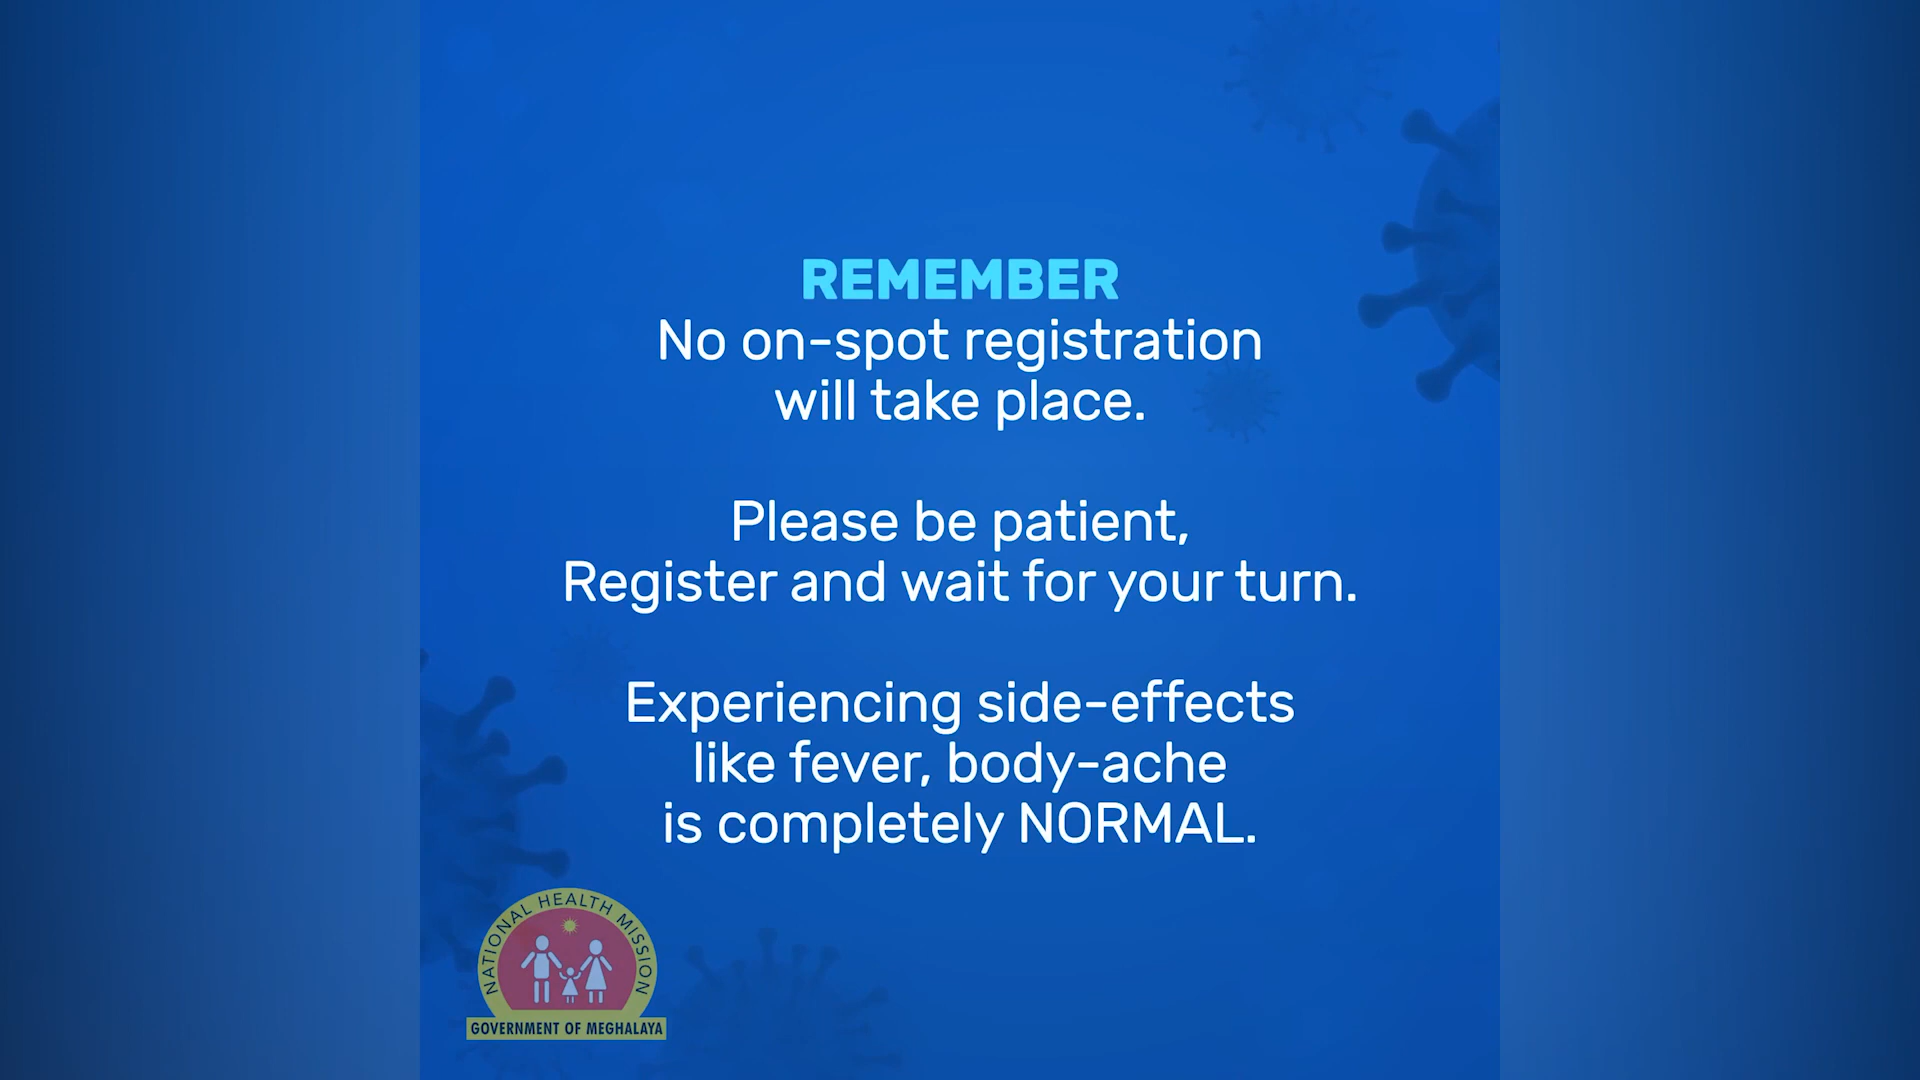 REMEMBER
No on-spot registration
will take place.
Please be patient,
Register and wait for your turn.
Experiencing side-effects
like fever, body-ache
is completely NORMAL.
NATIONAL HEALTH MISSION
GOVERNMENT OF MEGHALAYA